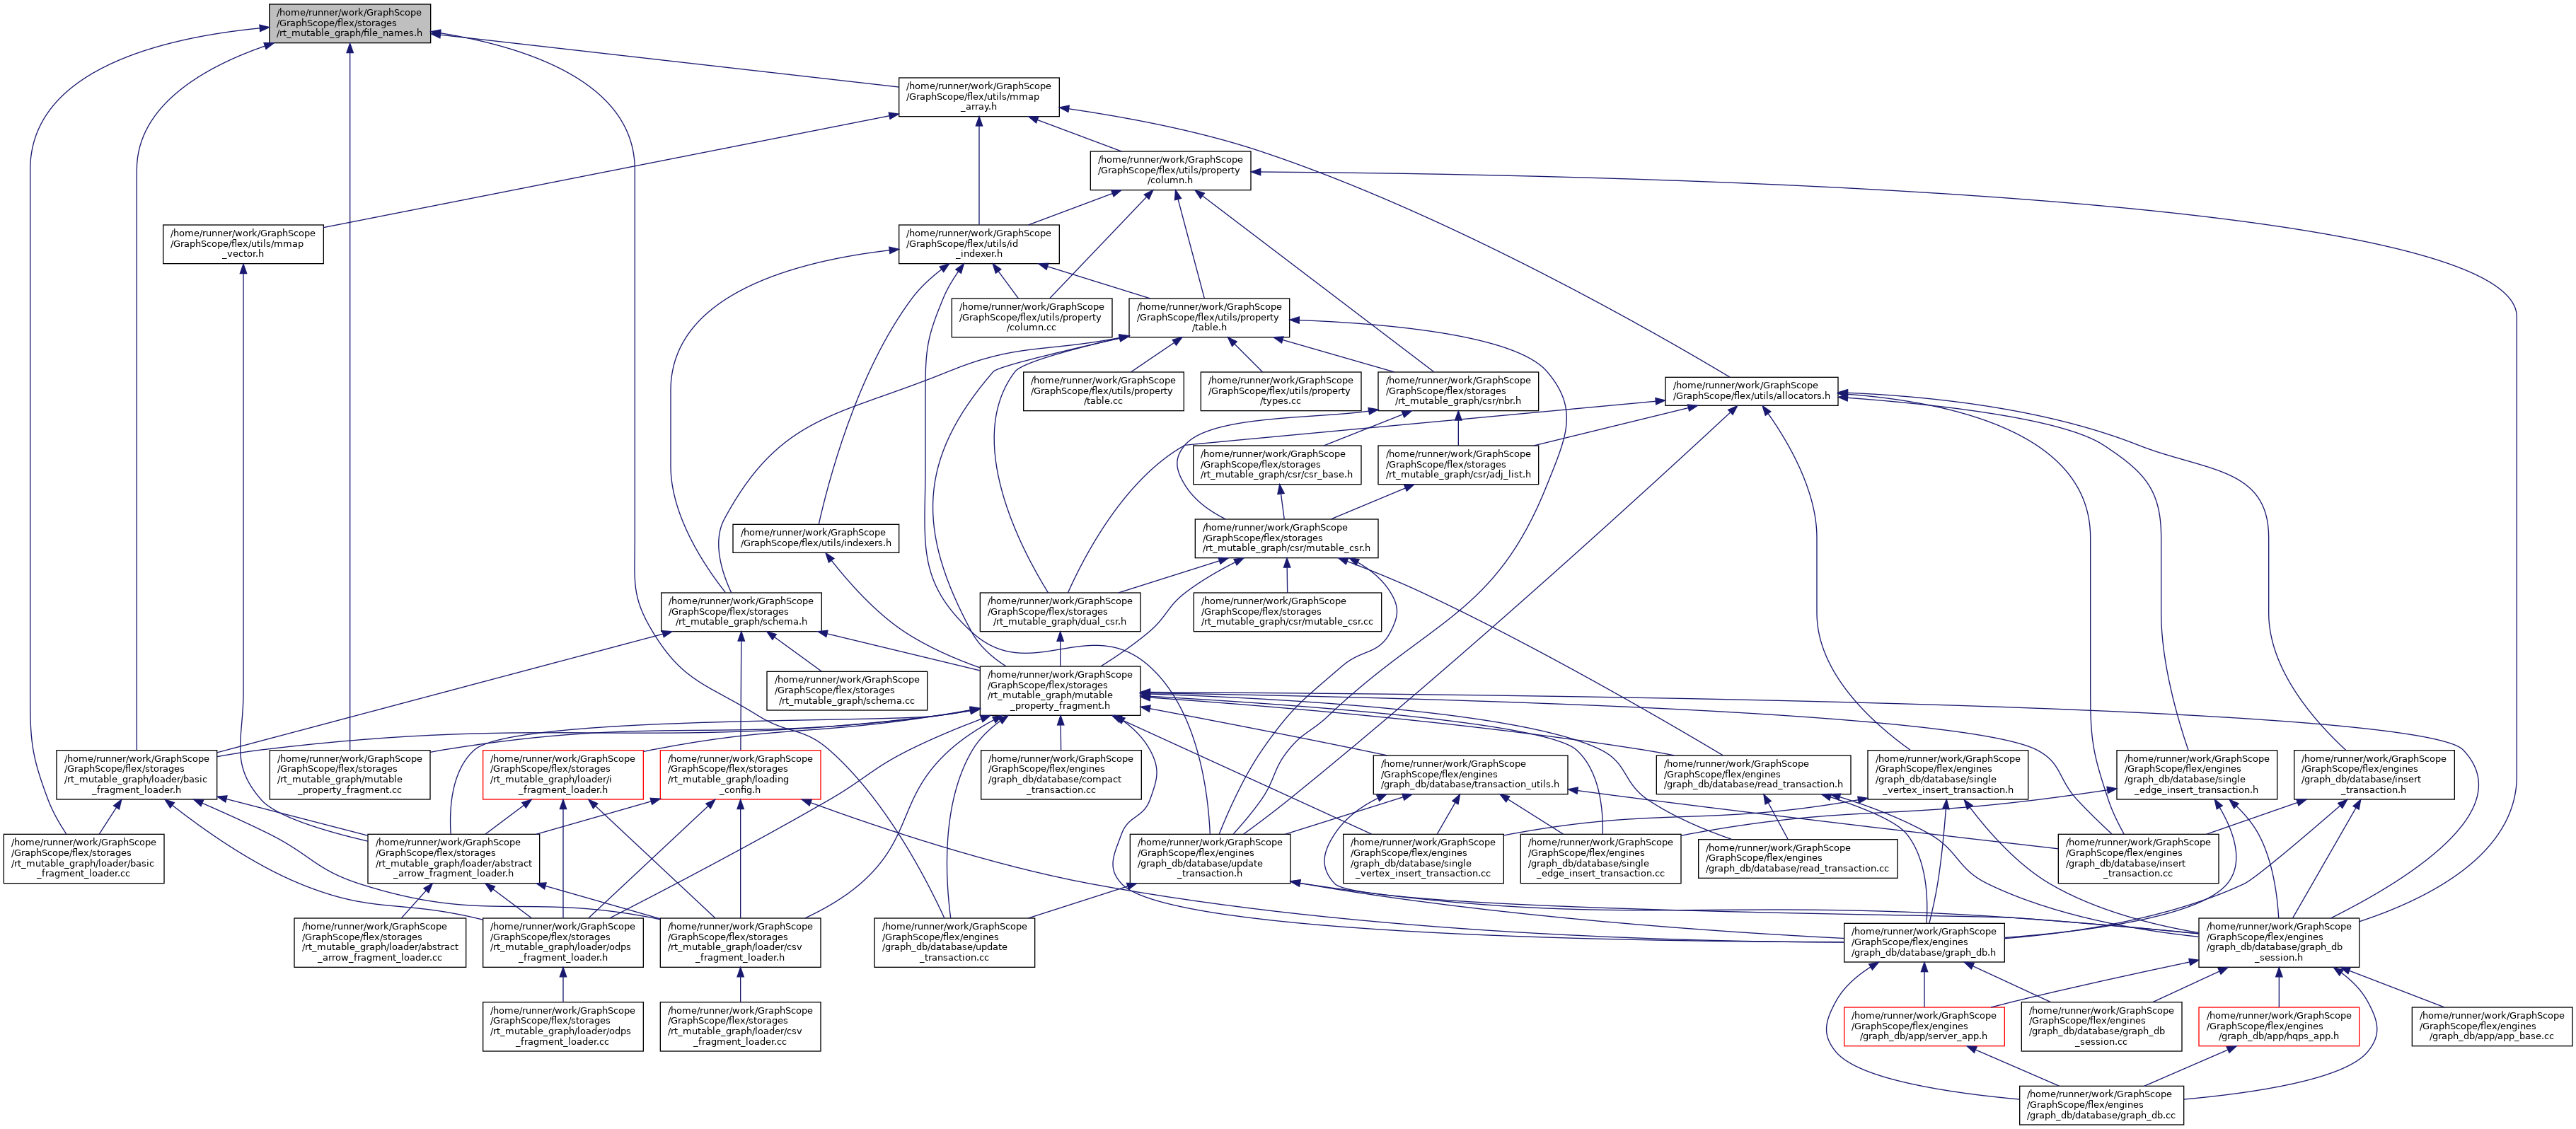 /home/runner/work/GraphScope
/GraphScope/flex/storages
/rt_mutable_graph/file_names.h
/home/runner/work/GraphScope
/GraphScope/flex/utils/mmap
_array.h
/home/runner/work/GraphScope
/GraphScope/flex/utils/property
/column.h
/home/runner/work/GraphScope
/GraphScope/flex/utils/mmap
_vector.h
/home/runner/work/GraphScope
/GraphScope/flex/utils/id
_indexer.h
/home/runner/work/GraphScope
/GraphScope/flex/utils/property
/column.cc
/home/runner/work/GraphScope
/GraphScope/flex/utils/property
/table.h
/home/runner/work/GraphScope
/GraphScope/flex/utils/property
/table.cc
/home/runner/work/GraphScope
/GraphScope/flex/utils/property
/types.cc
/home/runner/work/GraphScope
/GraphScope/flex/storages
/rt_mutable_graph/csr/nbr.h
/home/runner/work/GraphScope
/GraphScope/flex/utils/allocators.h
/home/runner/work/GraphScope
/GraphScope/flex/storages
/rt_mutable_graph/csr/csr_base.h
/home/runner/work/GraphScope
/GraphScope/flex/storages
/rt_mutable_graph/csr/adj_list.h
/home/runner/work/GraphScope
/GraphScope/flex/utils/indexers.h
/home/runner/work/GraphScope
/GraphScope/flex/storages
/rt_mutable_graph/csr/mutable_csr.h
/home/runner/work/GraphScope
/GraphScope/flex/storages
/rt_mutable_graph/schema.h
/home/runner/work/GraphScope
/GraphScope/flex/storages
/rt_mutable_graph/dual_csr.h
/home/runner/work/GraphScope
/GraphScope/flex/storages
/rt_mutable_graph/csr/mutable_csr.cc
/home/runner/work/GraphScope
/GraphScope/flex/storages
/rt_mutable_graph/schema.cc
/home/runner/work/GraphScope
/GraphScope/flex/storages
/rt_mutable_graph/mutable
_property_fragment.h
/home/runner/work/GraphScope
/GraphScope/flex/storages
/rt_mutable_graph/loader/basic
_fragment_loader.h
/home/runner/work/GraphScope
/GraphScope/flex/storages
/rt_mutable_graph/mutable
_property_fragment.cc
/home/runner/work/GraphScope
/GraphScope/flex/storages
/rt_mutable_graph/loader/i
_fragment_loader.h
/home/runner/work/GraphScope
/GraphScope/flex/storages
/rt_mutable_graph/loading
_config.h
/home/runner/work/GraphScope
/GraphScope/flex/engines
/graph_db/database/compact
_transaction.cc
/home/runner/work/GraphScope
/GraphScope/flex/engines
/graph_db/database/transaction_utils.h
/home/runner/work/GraphScope
/GraphScope/flex/engines
/graph_db/database/read_transaction.h
/home/runner/work/GraphScope
/GraphScope/flex/engines
/graph_db/database/single
_vertex_insert_transaction.h
/home/runner/work/GraphScope
/GraphScope/flex/engines
/graph_db/database/single
_edge_insert_transaction.h
/home/runner/work/GraphScope
/GraphScope/flex/engines
/graph_db/database/insert
_transaction.h
/home/runner/work/GraphScope
/GraphScope/flex/storages
/rt_mutable_graph/loader/basic
_fragment_loader.cc
/home/runner/work/GraphScope
/GraphScope/flex/storages
/rt_mutable_graph/loader/abstract
_arrow_fragment_loader.h
/home/runner/work/GraphScope
/GraphScope/flex/engines
/graph_db/database/update
_transaction.h
/home/runner/work/GraphScope
/GraphScope/flex/engines
/graph_db/database/single
_vertex_insert_transaction.cc
/home/runner/work/GraphScope
/GraphScope/flex/engines
/graph_db/database/single
_edge_insert_transaction.cc
/home/runner/work/GraphScope
/GraphScope/flex/engines
/graph_db/database/read_transaction.cc
/home/runner/work/GraphScope
/GraphScope/flex/engines
/graph_db/database/insert
_transaction.cc
/home/runner/work/GraphScope
/GraphScope/flex/storages
/rt_mutable_graph/loader/abstract
_arrow_fragment_loader.cc
/home/runner/work/GraphScope
/GraphScope/flex/storages
/rt_mutable_graph/loader/odps
_fragment_loader.h
/home/runner/work/GraphScope
/GraphScope/flex/storages
/rt_mutable_graph/loader/csv
_fragment_loader.h
/home/runner/work/GraphScope
/GraphScope/flex/engines
/graph_db/database/update
_transaction.cc
/home/runner/work/GraphScope
/GraphScope/flex/engines
/graph_db/database/graph_db.h
/home/runner/work/GraphScope
/GraphScope/flex/engines
/graph_db/database/graph_db
_session.h
/home/runner/work/GraphScope
/GraphScope/flex/storages
/rt_mutable_graph/loader/odps
_fragment_loader.cc
/home/runner/work/GraphScope
/GraphScope/flex/storages
/rt_mutable_graph/loader/csv
_fragment_loader.cc
/home/runner/work/GraphScope
/GraphScope/flex/engines
/graph_db/app/server_app.h
/home/runner/work/GraphScope
/GraphScope/flex/engines
/graph_db/database/graph_db
_session.cc
/home/runner/work/GraphScope
/GraphScope/flex/engines
/graph_db/app/hqps_app.h
/home/runner/work/GraphScope
/GraphScope/flex/engines
/graph_db/app/app_base.cc
/home/runner/work/GraphScope
/GraphScope/flex/engines
/graph_db/database/graph_db.cc